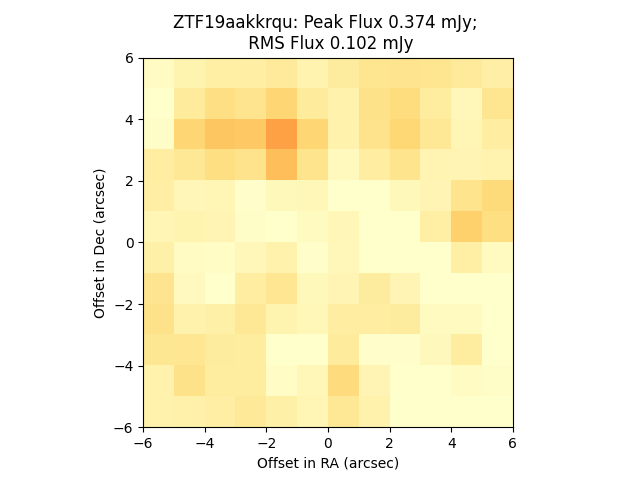 ZTF19aakkrqu: Peak Flux 0.374 mJy;
RMS Flux 0.102 mJy
6
4
2
0
−2
−4
−6
Offset in Dec (arcsec)
−6 −4 −2 0 2 4 6
Offset in RA (arcsec)